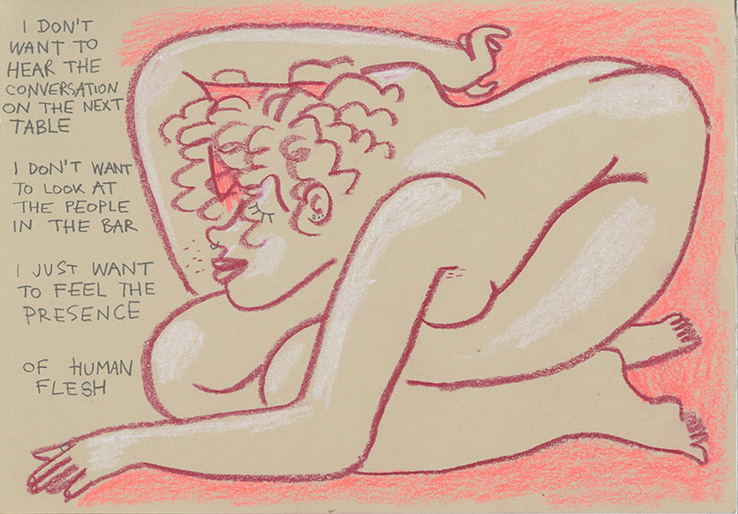 I DON'T
WANT TO
HEAR THE
CONVERSATION
ON THE NEXT
TABLE
I DON'T WANT
TO LOOK AT
THE PEOPLE
IN THE BAR
I JUST WANT
TO FEEL THE
PRESENCE
OF HUMAN
FLESH